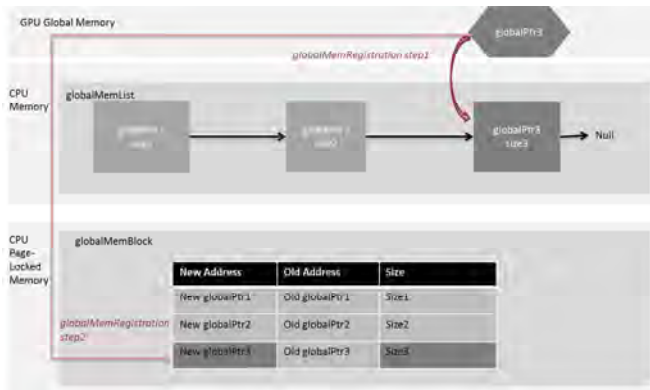 GPU Global Memory
globalPtr3
globalMemRegistration step1
CPU
Memory
globalMemList
globalPtr3
size3
Null
CPU
Page-
Locked
Memory
globalMemBlock
New Address Old Address Size
New globalPtr1 Old globalPtr1 Size1
globalMemRegistration
step2
New globalPtr2 Old globalPtr2 Size2
New globalPtr3 Old globalPtr3 Size3